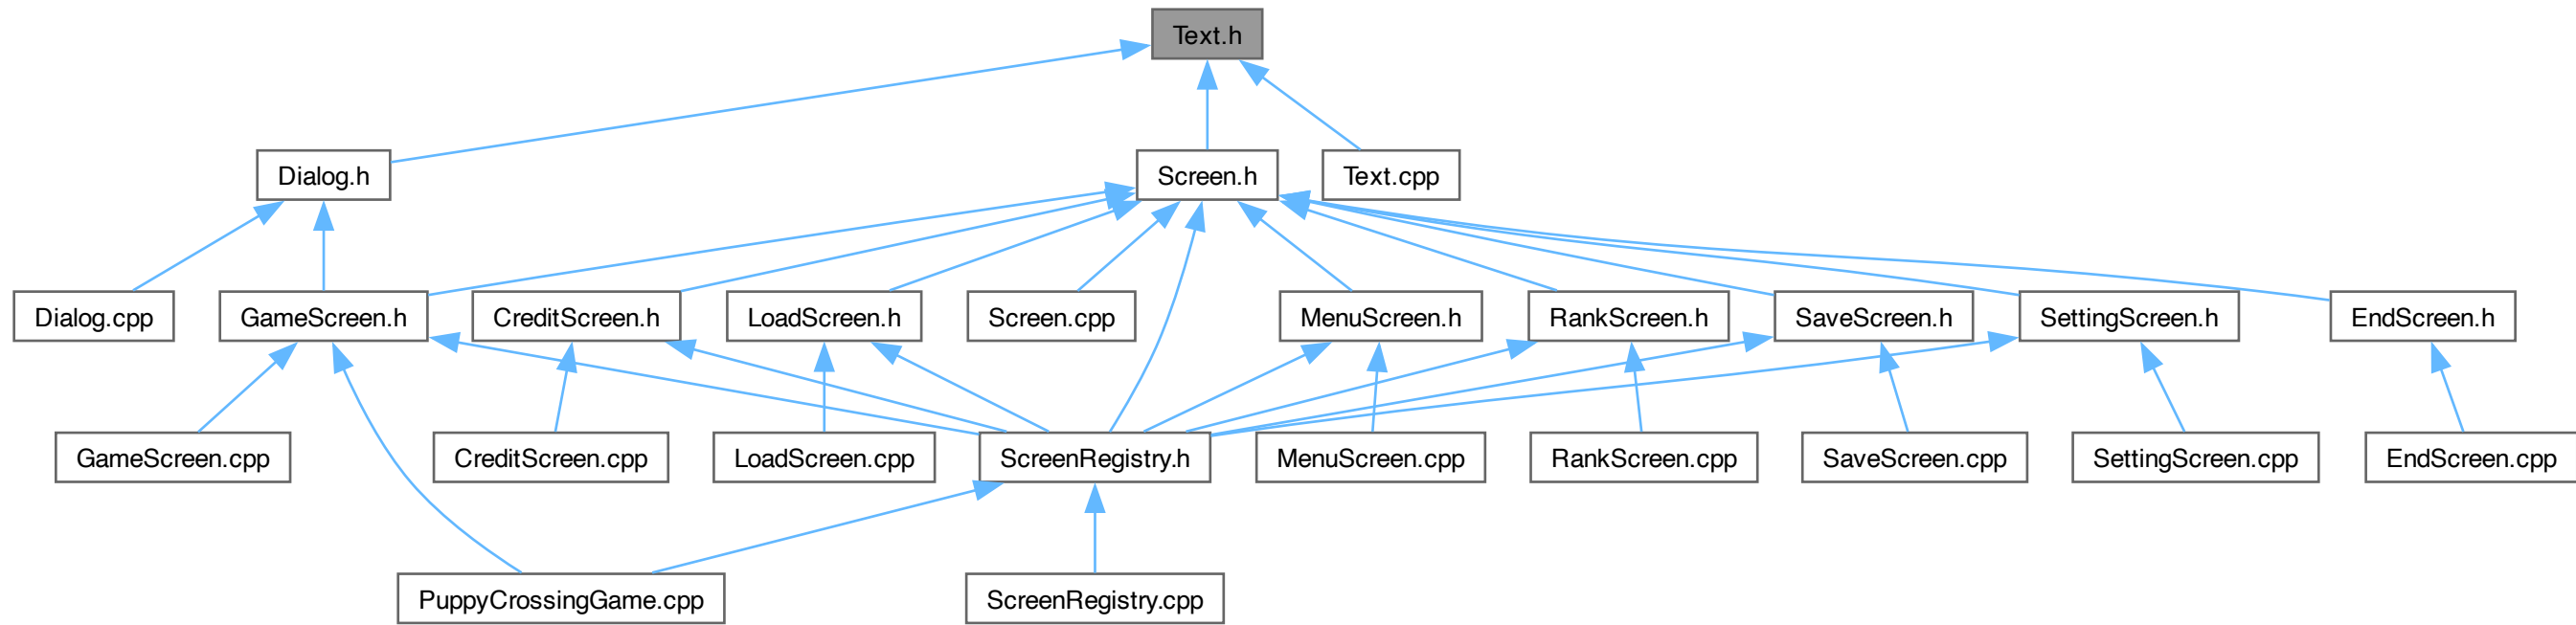 Text.h
Dialog.h
Screen.h
Text.cpp
Dialog.cpp
GameScreen.h
CreditScreen.h
LoadScreen.h
Screen.cpp
MenuScreen.h
RankScreen.h
SaveScreen.h
SettingScreen.h
EndScreen.h
GameScreen.cpp
CreditScreen.cpp
LoadScreen.cpp
ScreenRegistry.h
MenuScreen.cpp
RankScreen.cpp
SaveScreen.cpp
SettingScreen.cpp
EndScreen.cpp
PuppyCrossingGame.cpp
ScreenRegistry.cpp